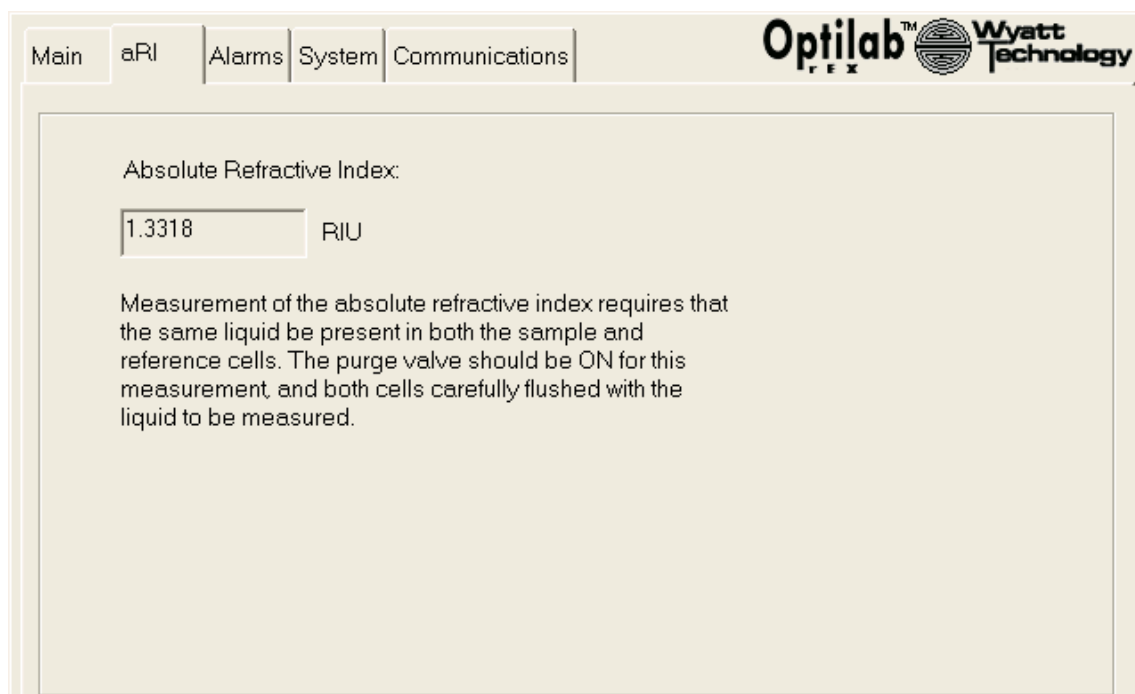 Main aRI Alarms System Communications
Optilab™ rEX Wyatt Technology
Absolute Refractive Index:
1.3318 RIU
Measurement of the absolute refractive index requires that
the same liquid be present in both the sample and
reference cells. The purge valve should be ON for this
measurement, and both cells carefully flushed with the
liquid to be measured.